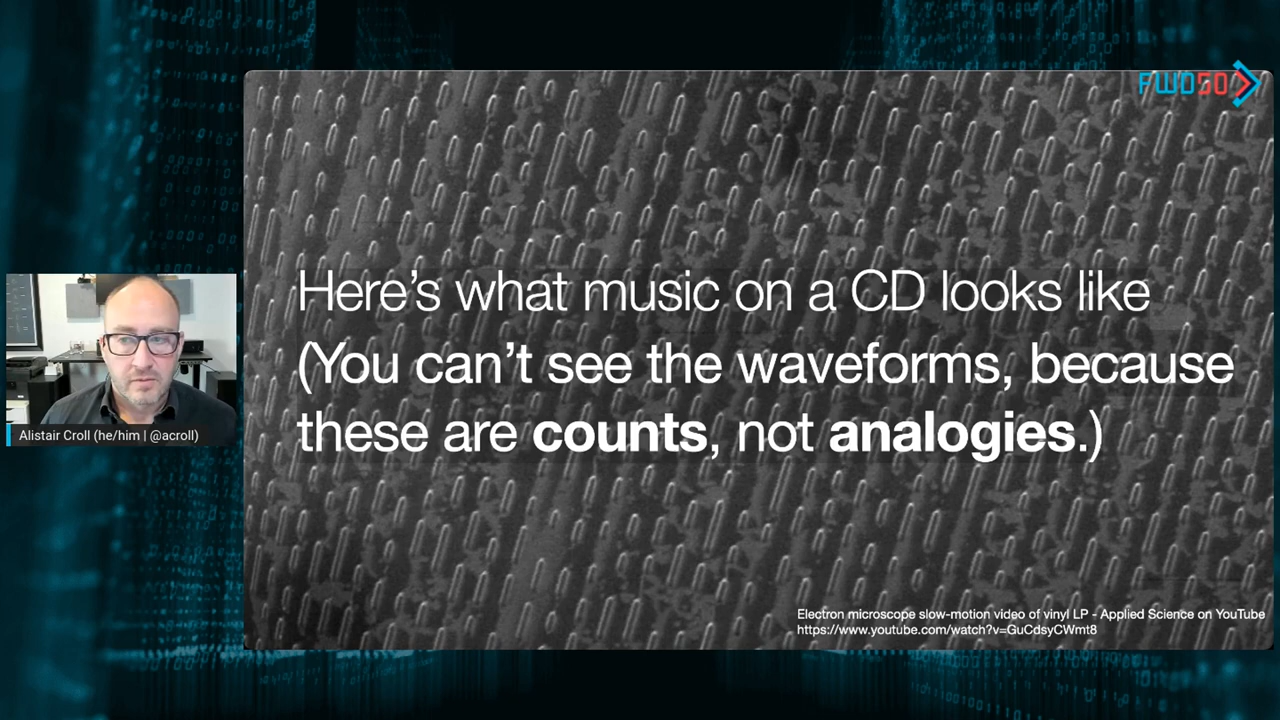 FWD50
Here's what music on a CD looks like
(You can't see the waveforms, because
these are counts, not analogies.)
Alistair Croll (he/him | @acroll)
Electron microscope slow-motion video of vinyl LP - Applied Science on YouTube
https://www.youtube.com/watch?v=GuCdsyCWmt8